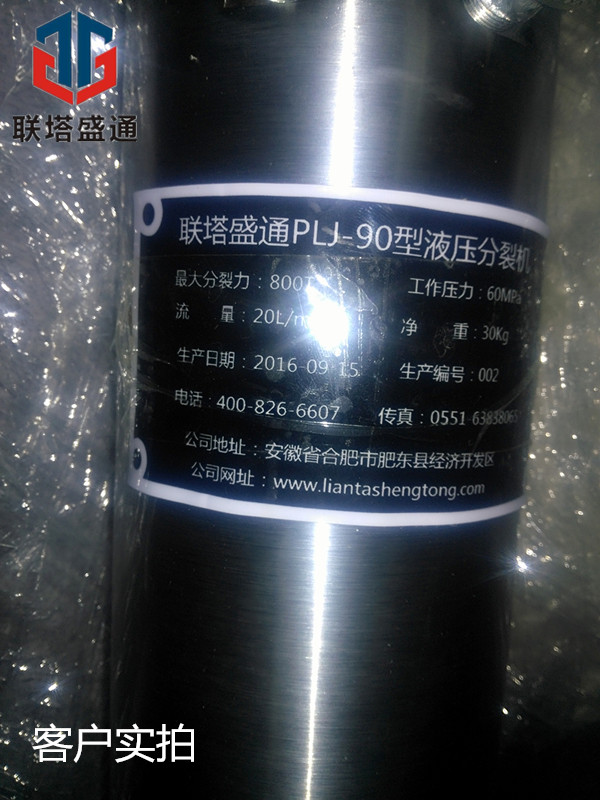 联塔盛通
联塔盛通PLJ-90型液压分裂机
最大分裂力：800T 工作压力：60MPa
流 量：20L/m 净 重：30Kg
生产日期：2016-09-15 生产编号：002
电话：400-826-6607 传真：0551-63838065
公司地址：安徽省合肥市肥东县经济开发区
公司网址：www.liantashengtong.com
客户实拍